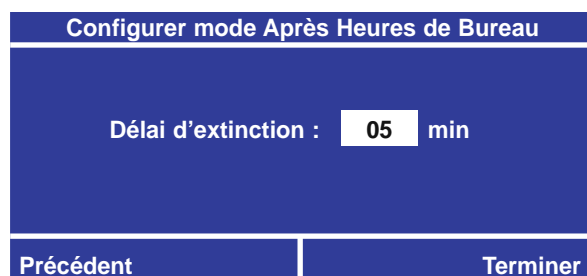 Configurer mode Après Heures de Bureau
Délai d’extinction : 05 min
Précédent Terminer